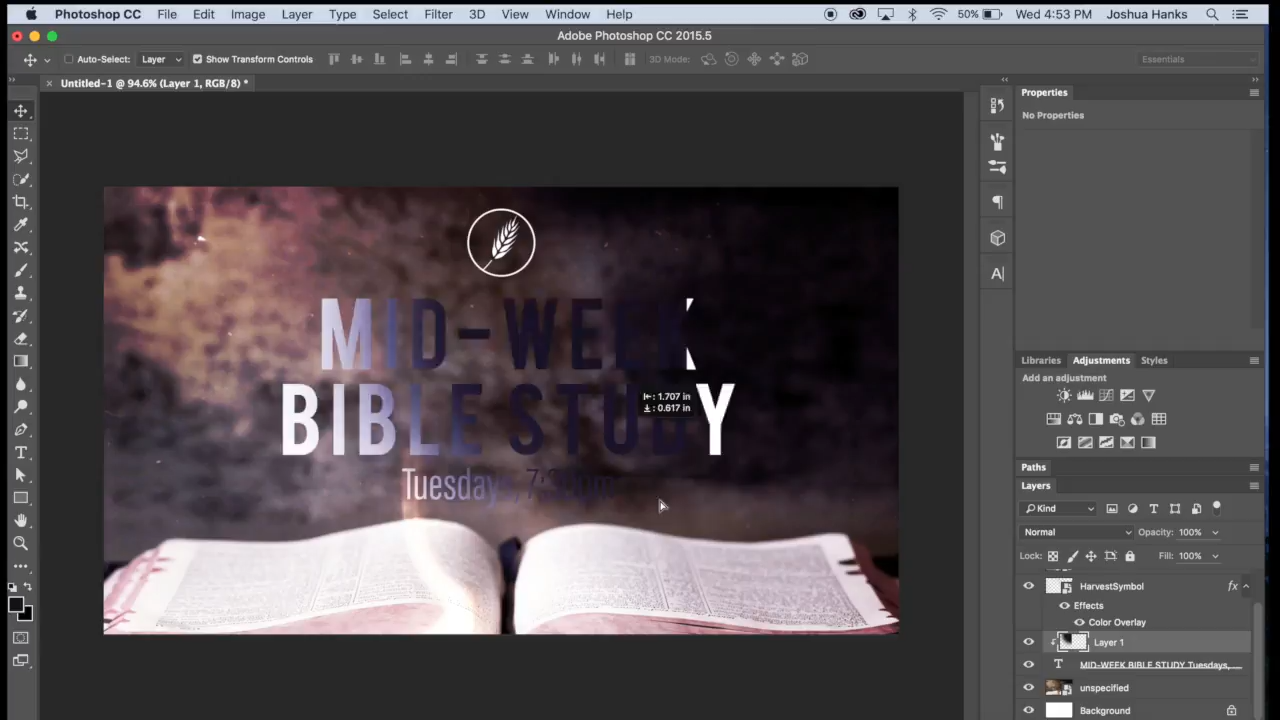 Photoshop CC File Edit Image Layer Type Select Filter 3D View Window Help 50% Wed 4:53 PM Joshua Hanks
Adobe Photoshop CC 2015.5
Auto-Select: Layer Show Transform Controls 3D Mode: Essentials
Untitled-1 @ 94.6% (Layer 1, RGB/8) *
Properties
No Properties
MID-WEEK
BIBLE STUDY
Tuesdays, 7:30pm
1.707 in
0.617 in
Libraries Adjustments Styles
Add an adjustment
Paths
Layers
Kind
Normal Opacity: 100%
Lock: Fill: 100%
HarvestSymbol fx
Effects
Color Overlay
Layer 1
T MID-WEEK BIBLE STUDY Tuesdays, ...
unspecified
Background